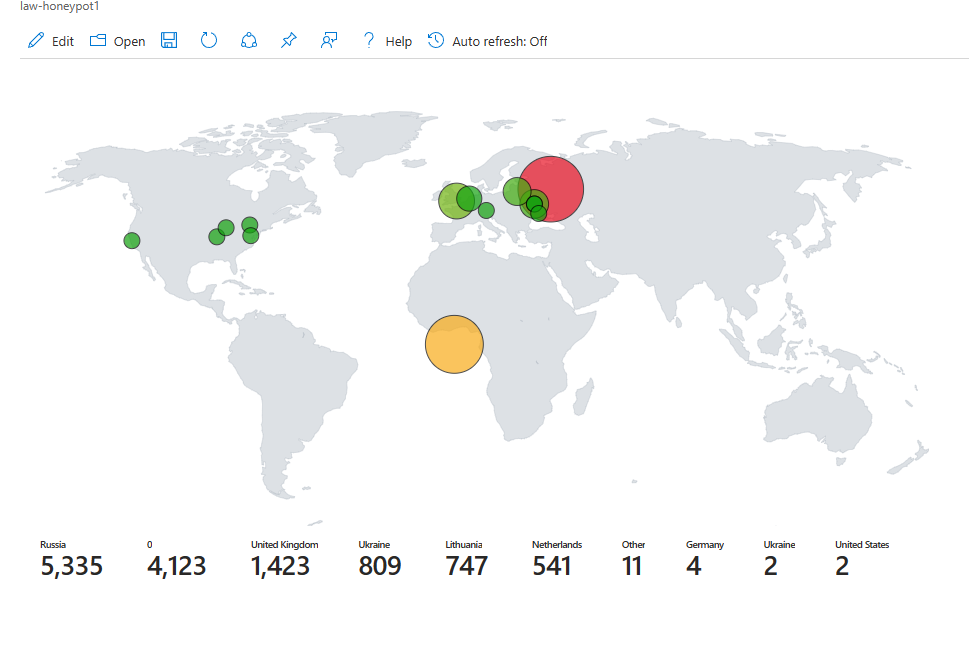 law-honeypot1
Edit Open Help Auto refresh: Off
Russia 0 United Kingdom Ukraine Lithuania Netherlands Other Germany Ukraine United States
5,335 4,123 1,423 809 747 541 11 4 2 2